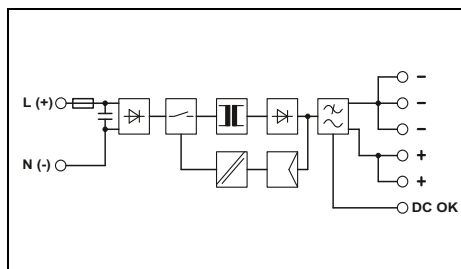 L (+)
N (-)
–
–
–
+
+
DC OK